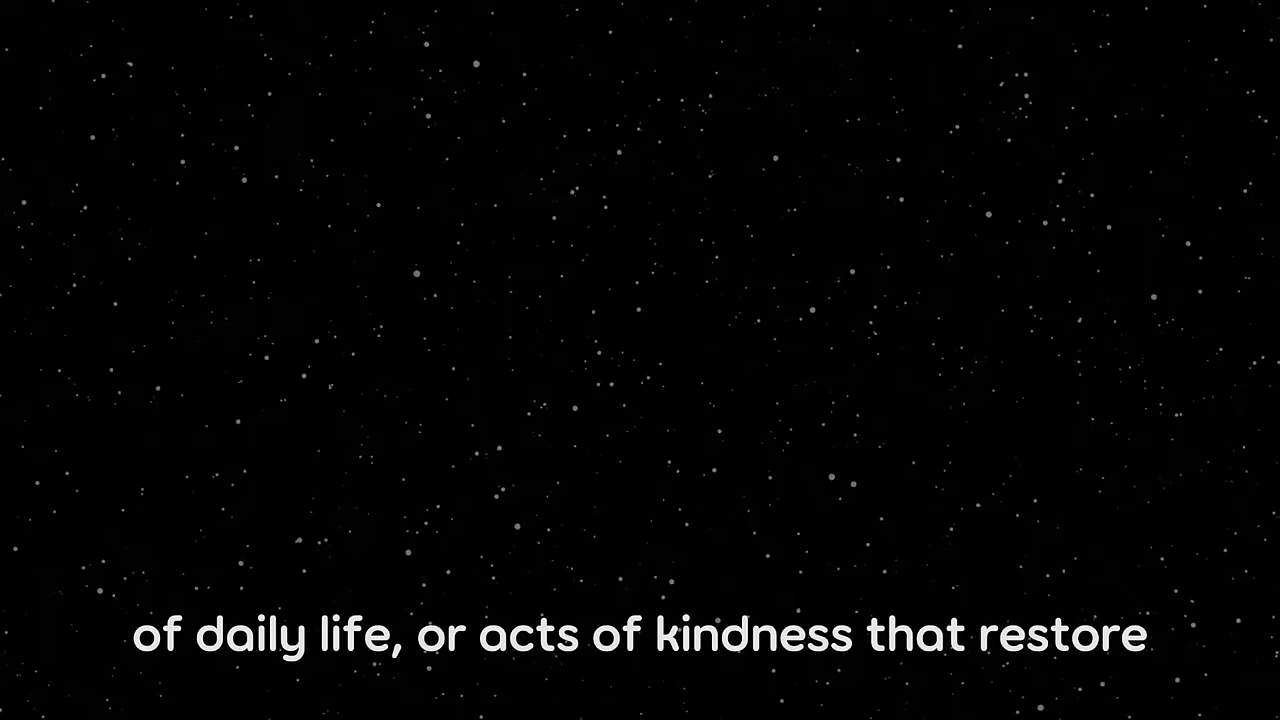 of daily life, or acts of kindness that restore